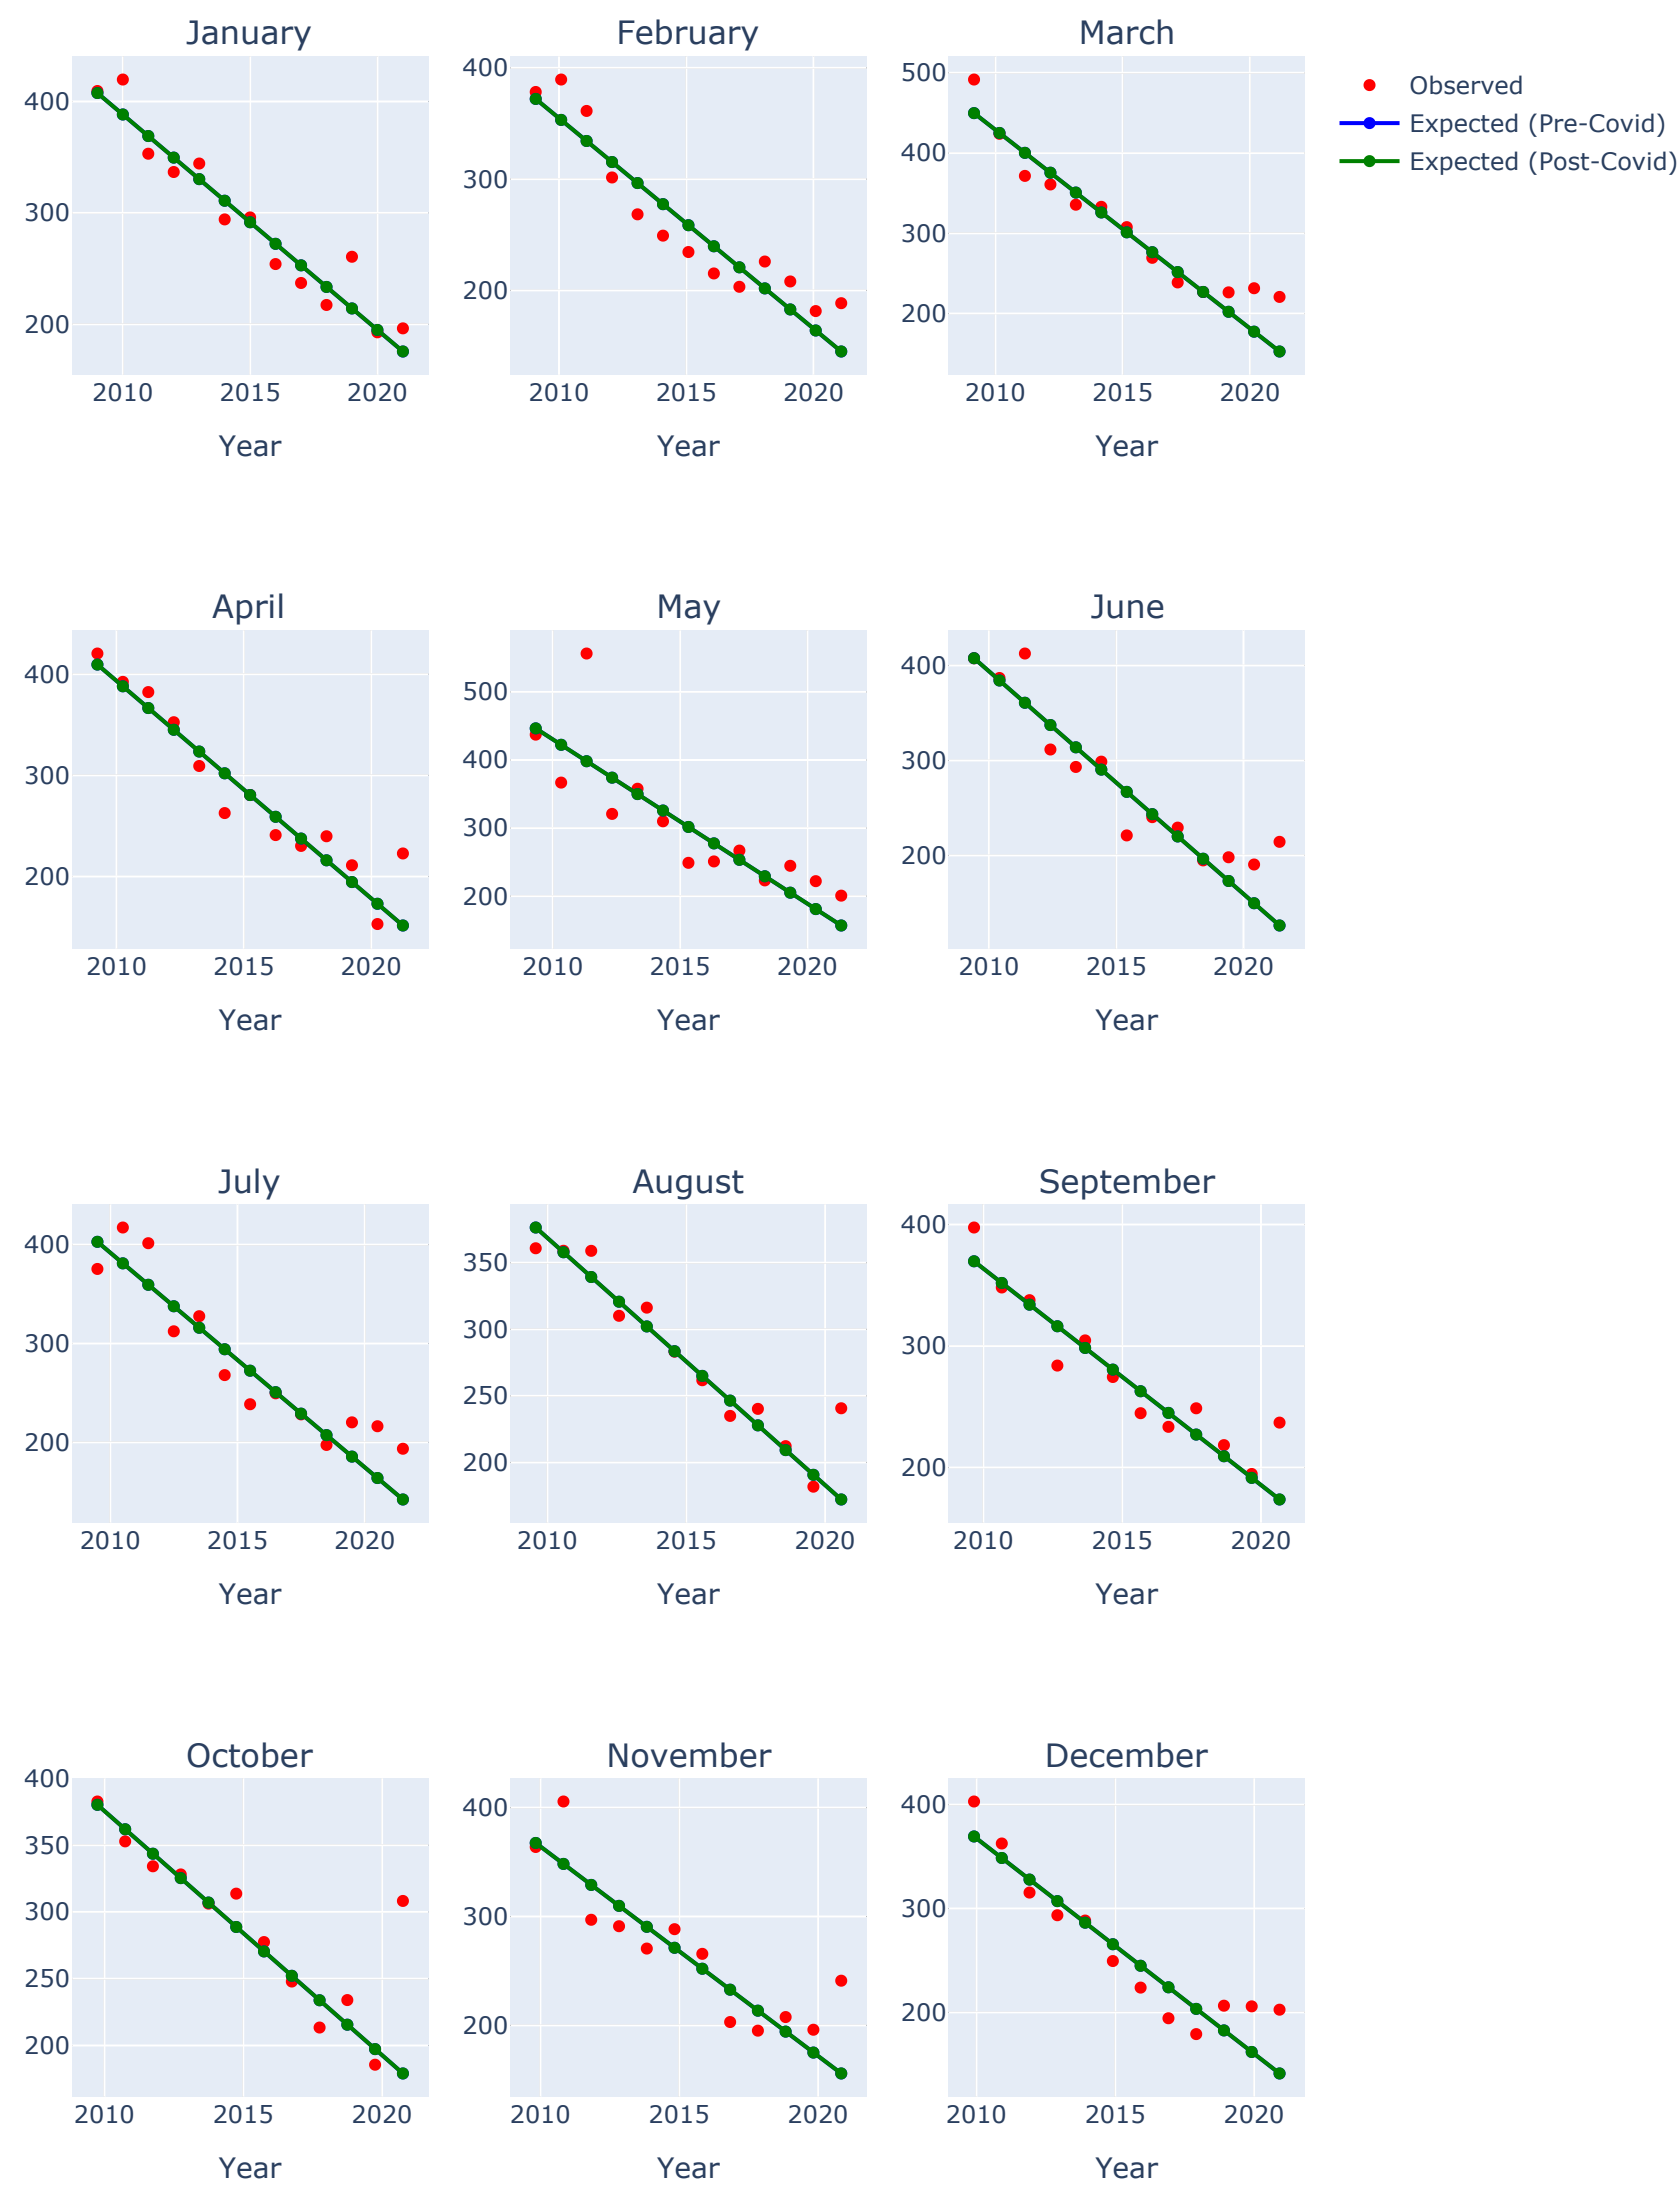 January
February
March
400
300
200
2010 2015 2020
Year
400
300
200
2010 2015 2020
Year
500
400
300
200
2010 2015 2020
Year
Observed
Expected (Pre-Covid)
Expected (Post-Covid)
April
May
June
400
300
200
2010 2015 2020
Year
500
400
300
200
2010 2015 2020
Year
400
300
200
2010 2015 2020
Year
July
August
September
400
300
200
2010 2015 2020
Year
350
300
250
200
2010 2015 2020
Year
400
300
200
2010 2015 2020
Year
October
November
December
400
350
300
250
200
2010 2015 2020
Year
400
300
200
2010 2015 2020
Year
400
300
200
2010 2015 2020
Year